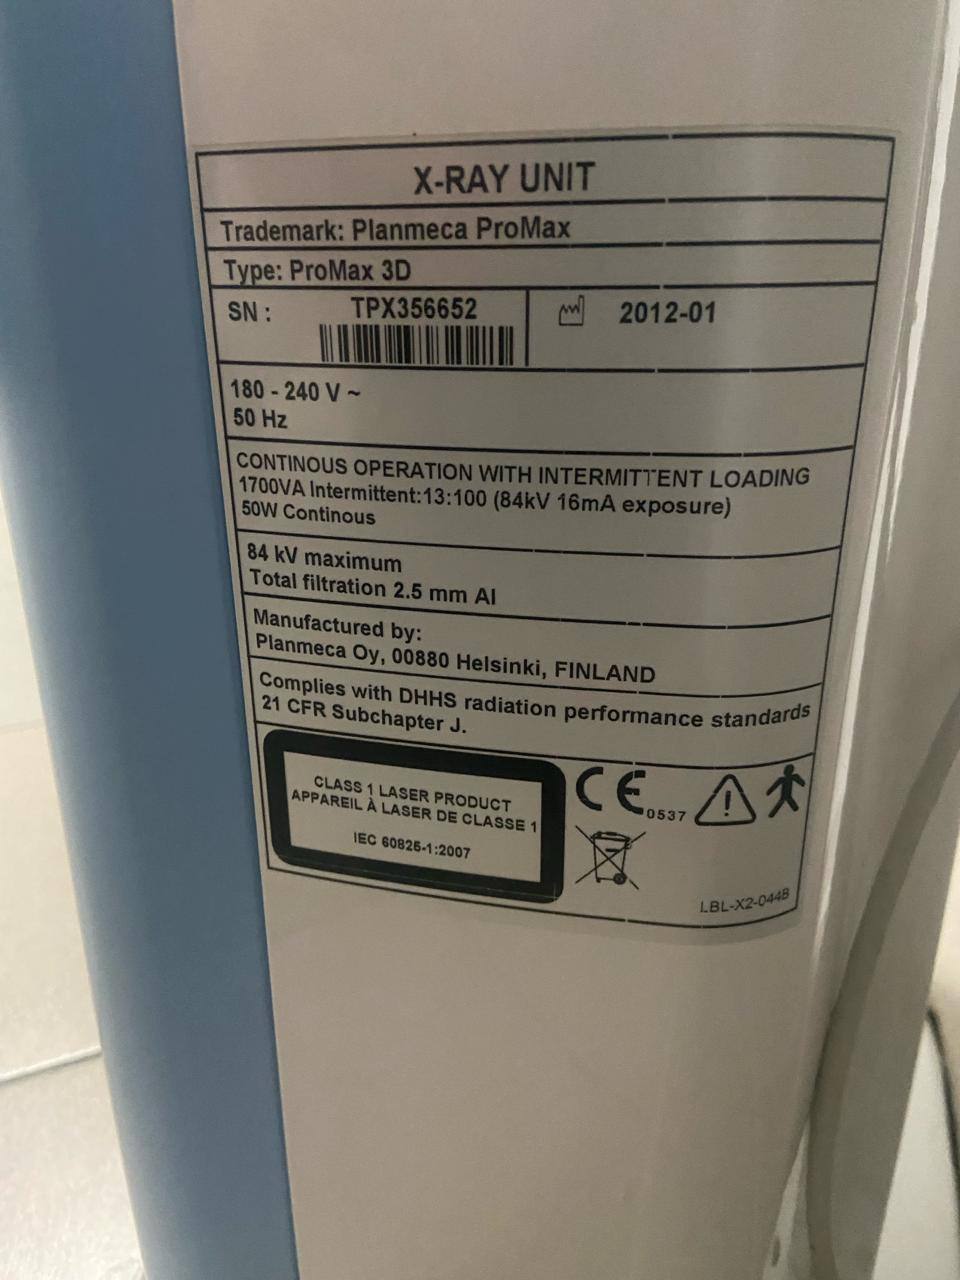 X-RAY UNIT
Trademark: Planmeca ProMax
Type: ProMax 3D
SN : TPX356652
2012-01
180 - 240 V ~
50 Hz
CONTINOUS OPERATION WITH INTERMITTENT LOADING
1700VA Intermittent:13:100 (84kV 16mA exposure)
50W Continous
84 kV maximum
Total filtration 2.5 mm Al
Manufactured by:
Planmeca Oy, 00880 Helsinki, FINLAND
Complies with DHHS radiation performance standards
21 CFR Subchapter J.
CLASS 1 LASER PRODUCT
APPAREIL À LASER DE CLASSE 1
IEC 60825-1:2007
CE 0537
LBL-X2-044B